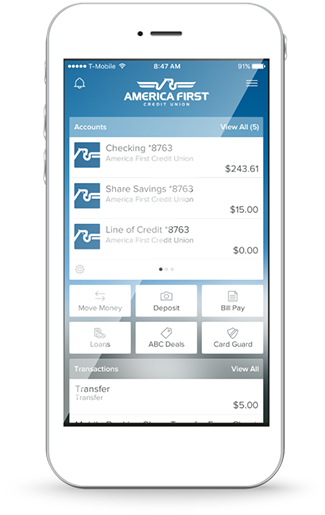 T-Mobile 8:47 AM 91%
AMERICA FIRST
CREDIT UNION
Accounts View All (5)
Checking *8763
America First Credit Union
$243.61
Share Savings *8763
America First Credit Union
$15.00
Line of Credit *8763
America First Credit Union
$0.00
Move Money Deposit Bill Pay
Loans ABC Deals Card Guard
Transactions View All
Transfer
Transfer
$5.00